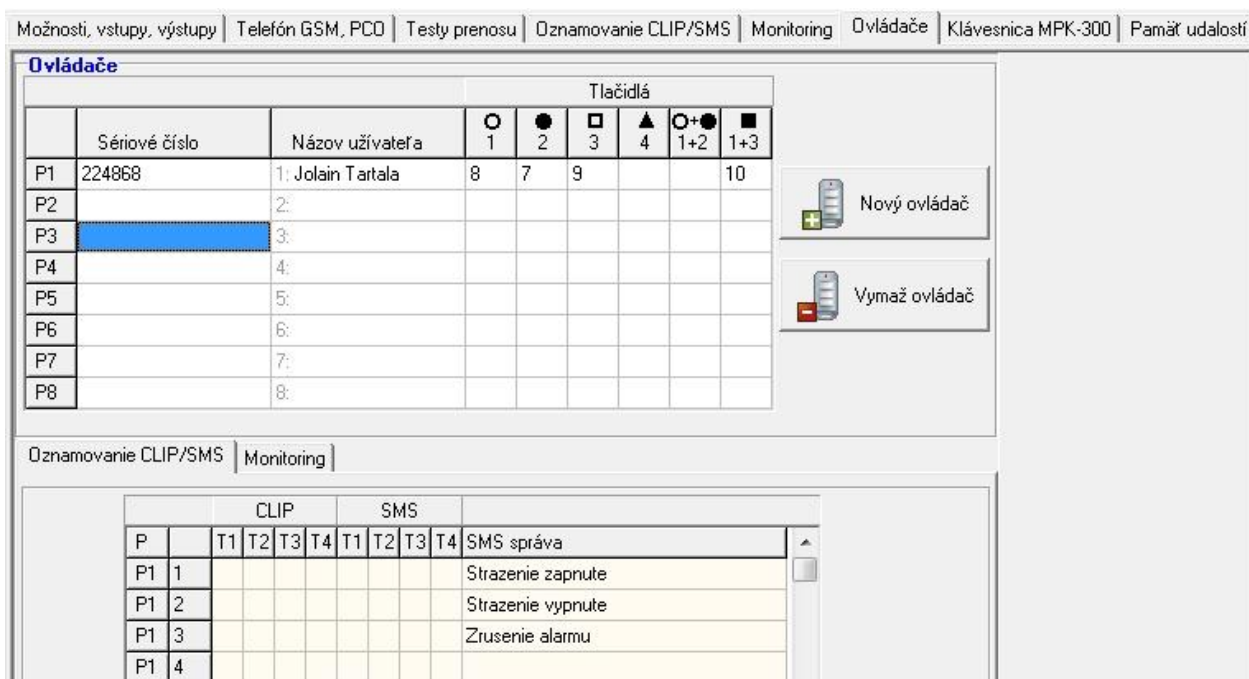 Možnosti, vstupy, výstupy Telefón GSM, PCO Testy prenosu Oznamovanie CLIP/SMS Monitoring Ovládače Klávesnica MPK-300 Pamäť udalostí
Ovládače
Tlačidlá
Sériové číslo Názov užívateľa 1 2 3 4 1+2 1+3
P1 224868 1: Jolain Tartala 8 7 9 10
P2 2:
P3 3:
P4 4:
P5 5:
P6 6:
P7 7:
P8 8:
Nový ovládač
Vymaž ovládač
Oznamovanie CLIP/SMS Monitoring
CLIP SMS
P T1 T2 T3 T4 T1 T2 T3 T4 SMS správa
P1 1 Strazenie zapnute
P1 2 Strazenie vypnute
P1 3 Zrusenie alarmu
P1 4